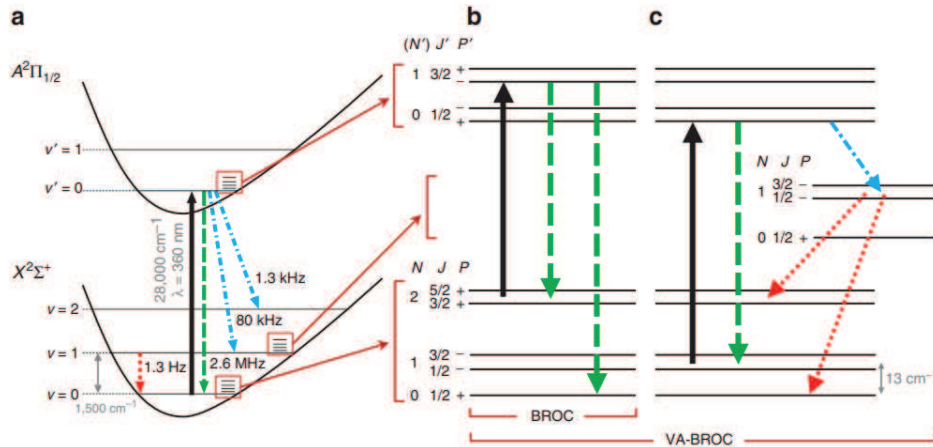 a
A²Π₁/₂
v' = 1
v' = 0
28,000 cm⁻¹
λ = 360 nm
X²Σ⁺
1.3 kHz
v = 2
80 kHz
v = 1
1.3 Hz
2.6 MHz
v = 0
1,500 cm⁻¹
(N') J' P'
1 3/2 +
−
−
0 1/2 +
N J P
2 5/2 +
3/2 +
1 3/2 −
1/2 −
0 1/2 +
b
BROC
c
N J P
1 3/2 −
1/2 −
0 1/2 +
13 cm⁻¹
VA-BROC